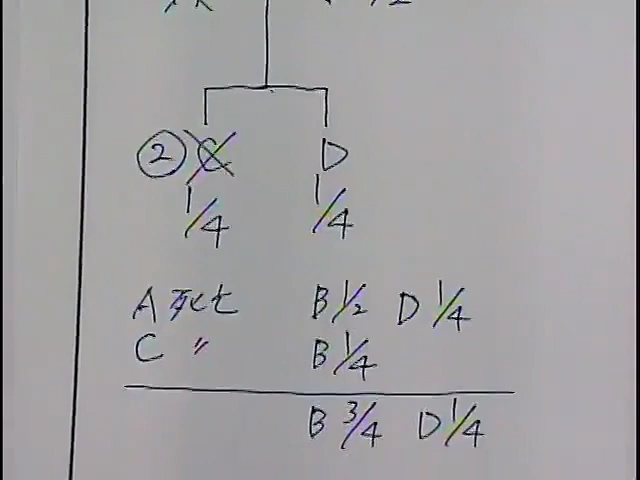 ② C D
1/4 1/4
A 死亡 B 1/2 D 1/4
C 〃 B 1/4
B 3/4 D 1/4